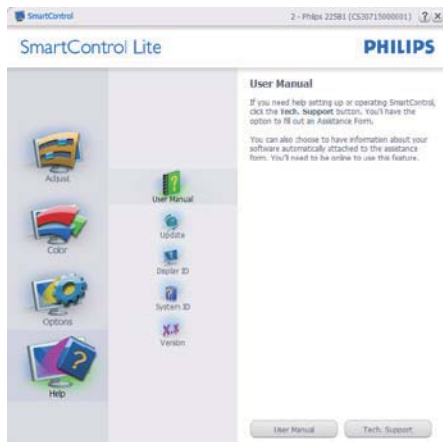 SmartControl
2 - Philips 225B1 (CS30715000001)
? X
SmartControl Lite
PHILIPS
Adjust
Color
Options
Help
User Manual
Update
Display ID
System ID
X.X
Version
User Manual
If you need help setting up or operating SmartControl,
click the Tech. Support button. You'll have the
option to fill out an Assistance Form.
You can also choose to have information about your
software automatically attached to the assistance
form. You'll need to be online to use this feature.
User Manual
Tech. Support